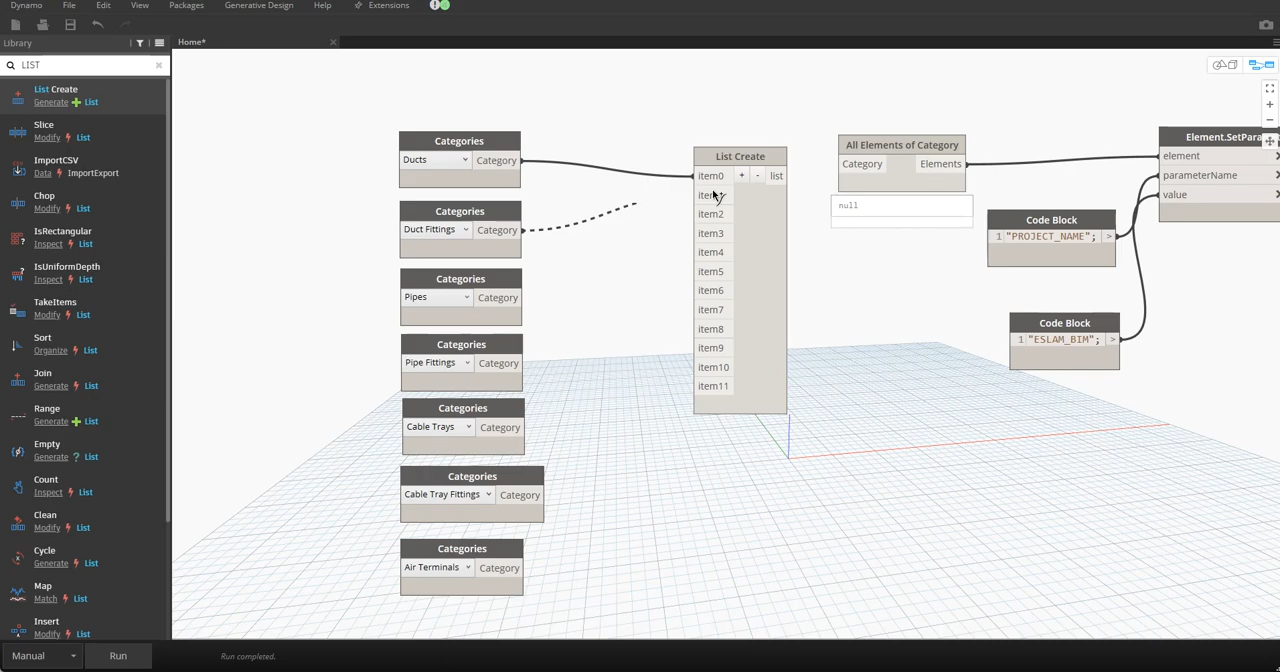 Dynamo File Edit View Packages Generative Design Help Extensions
Library
Home*
LIST
List Create
Generate List
Slice
Modify List
ImportCSV
Data ImportExport
Chop
Modify List
IsRectangular
Inspect List
IsUniformDepth
Inspect List
TakeItems
Modify List
Sort
Organize List
Join
Generate List
Range
Generate List
Empty
Generate ? List
Count
Inspect List
Clean
Modify List
Cycle
Generate List
Map
Match List
Insert
Modify List
Categories
Ducts Category
Categories
Duct Fittings Category
Categories
Pipes Category
Categories
Pipe Fittings Category
Categories
Cable Trays Category
Categories
Cable Tray Fittings Category
Categories
Air Terminals Category
List Create
item0 + - list
item2
item3
item4
item5
item6
item7
item8
item9
item10
item11
All Elements of Category
Category Elements
null
Code Block
1 "PROJECT_NAME"; >
Code Block
1 "ESLAM_BIM"; >
element
parameterName
value
Manual Run Run completed.